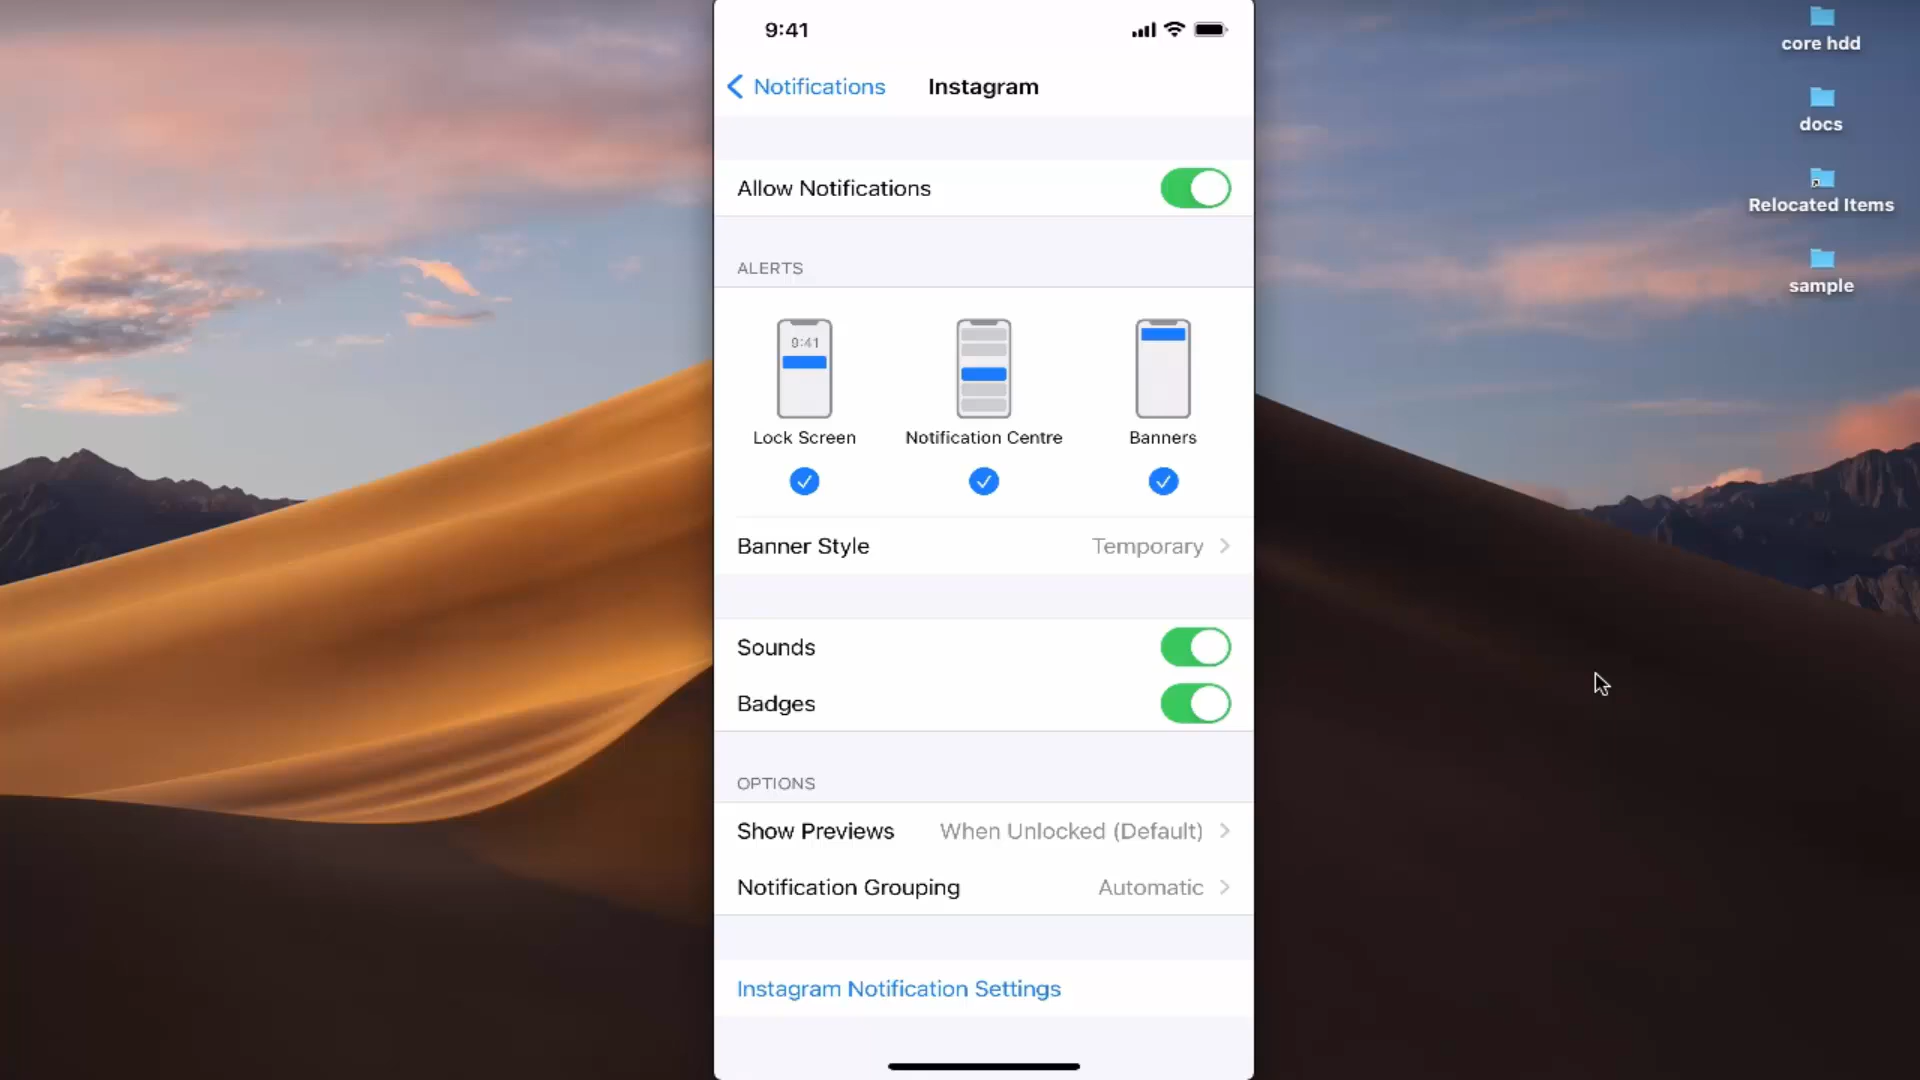 9:41
Notifications
Instagram
Allow Notifications
ALERTS
9:41
Lock Screen
Notification Centre
Banners
Banner Style
Temporary
Sounds
Badges
OPTIONS
Show Previews
When Unlocked (Default)
Notification Grouping
Automatic
Instagram Notification Settings
core hdd
docs
Relocated Items
sample